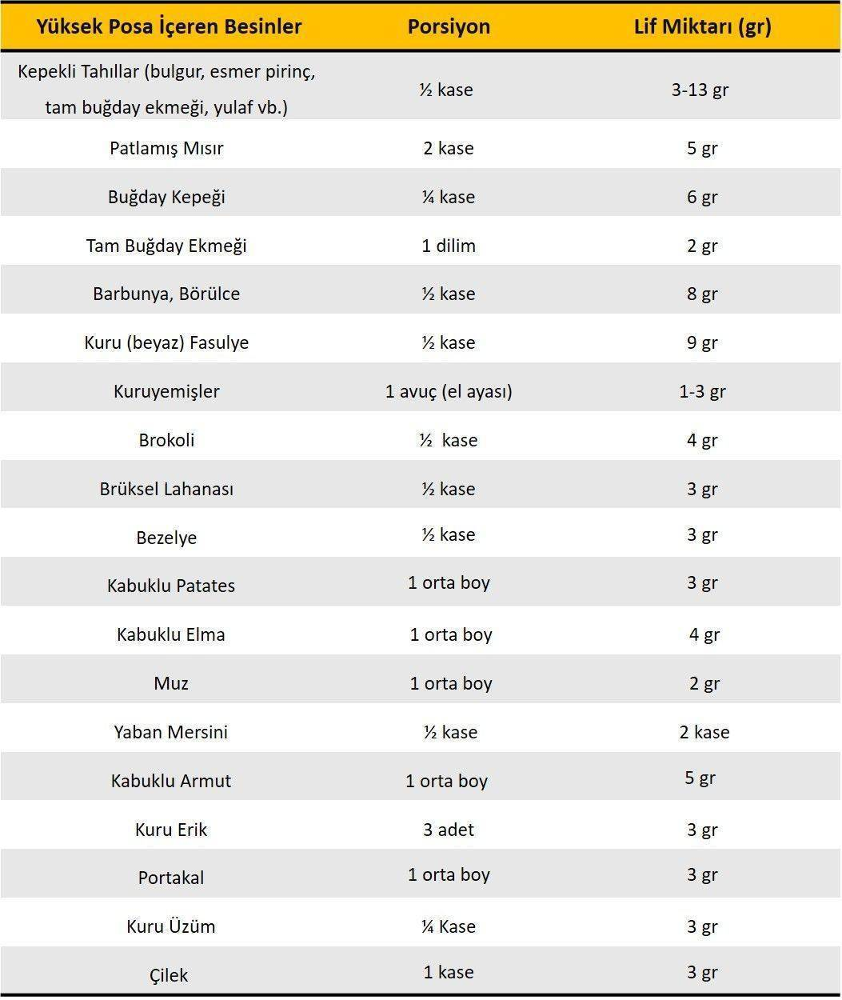 Yüksek Posa İçeren Besinler Porsiyon Lif Miktarı (gr)
Kepekli Tahıllar (bulgur, esmer pirinç,
tam buğday ekmeği, yulaf vb.) ½ kase 3-13 gr
Patlamış Mısır 2 kase 5 gr
Buğday Kepeği ¼ kase 6 gr
Tam Buğday Ekmeği 1 dilim 2 gr
Barbunya, Börülce ½ kase 8 gr
Kuru (beyaz) Fasulye ½ kase 9 gr
Kuruyemişler 1 avuç (el ayası) 1-3 gr
Brokoli ½ kase 4 gr
Brüksel Lahanası ½ kase 3 gr
Bezelye ½ kase 3 gr
Kabuklu Patates 1 orta boy 3 gr
Kabuklu Elma 1 orta boy 4 gr
Muz 1 orta boy 2 gr
Yaban Mersini ½ kase 2 kase
Kabuklu Armut 1 orta boy 5 gr
Kuru Erik 3 adet 3 gr
Portakal 1 orta boy 3 gr
Kuru Üzüm ¼ Kase 3 gr
Çilek 1 kase 3 gr